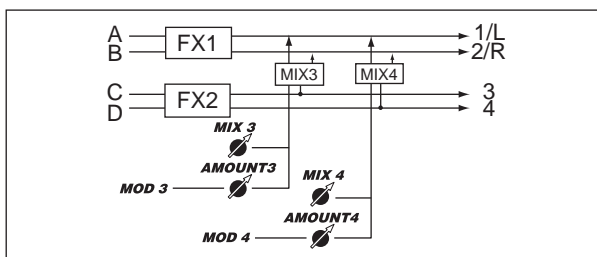 A FX1 1/L
B 2/R
MIX3 MIX4
C FX2 3
D 4
MIX 3
AMOUNT3 MIX 4
MOD 3
AMOUNT4
MOD 4